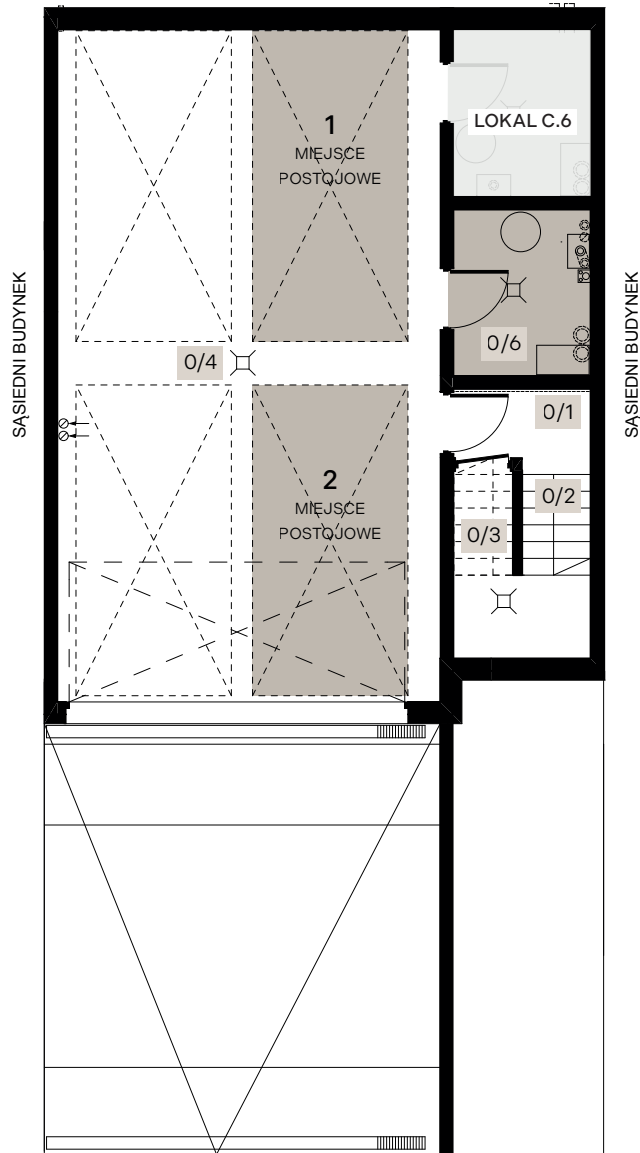 1
MIEJSCE
POSTOJOWE
LOKAL C.6
SĄSIEDNI BUDYNEK
SĄSIEDNI BUDYNEK
0/6
0/4
0/1
2
MIEJSCE
POSTOJOWE
0/2
0/3